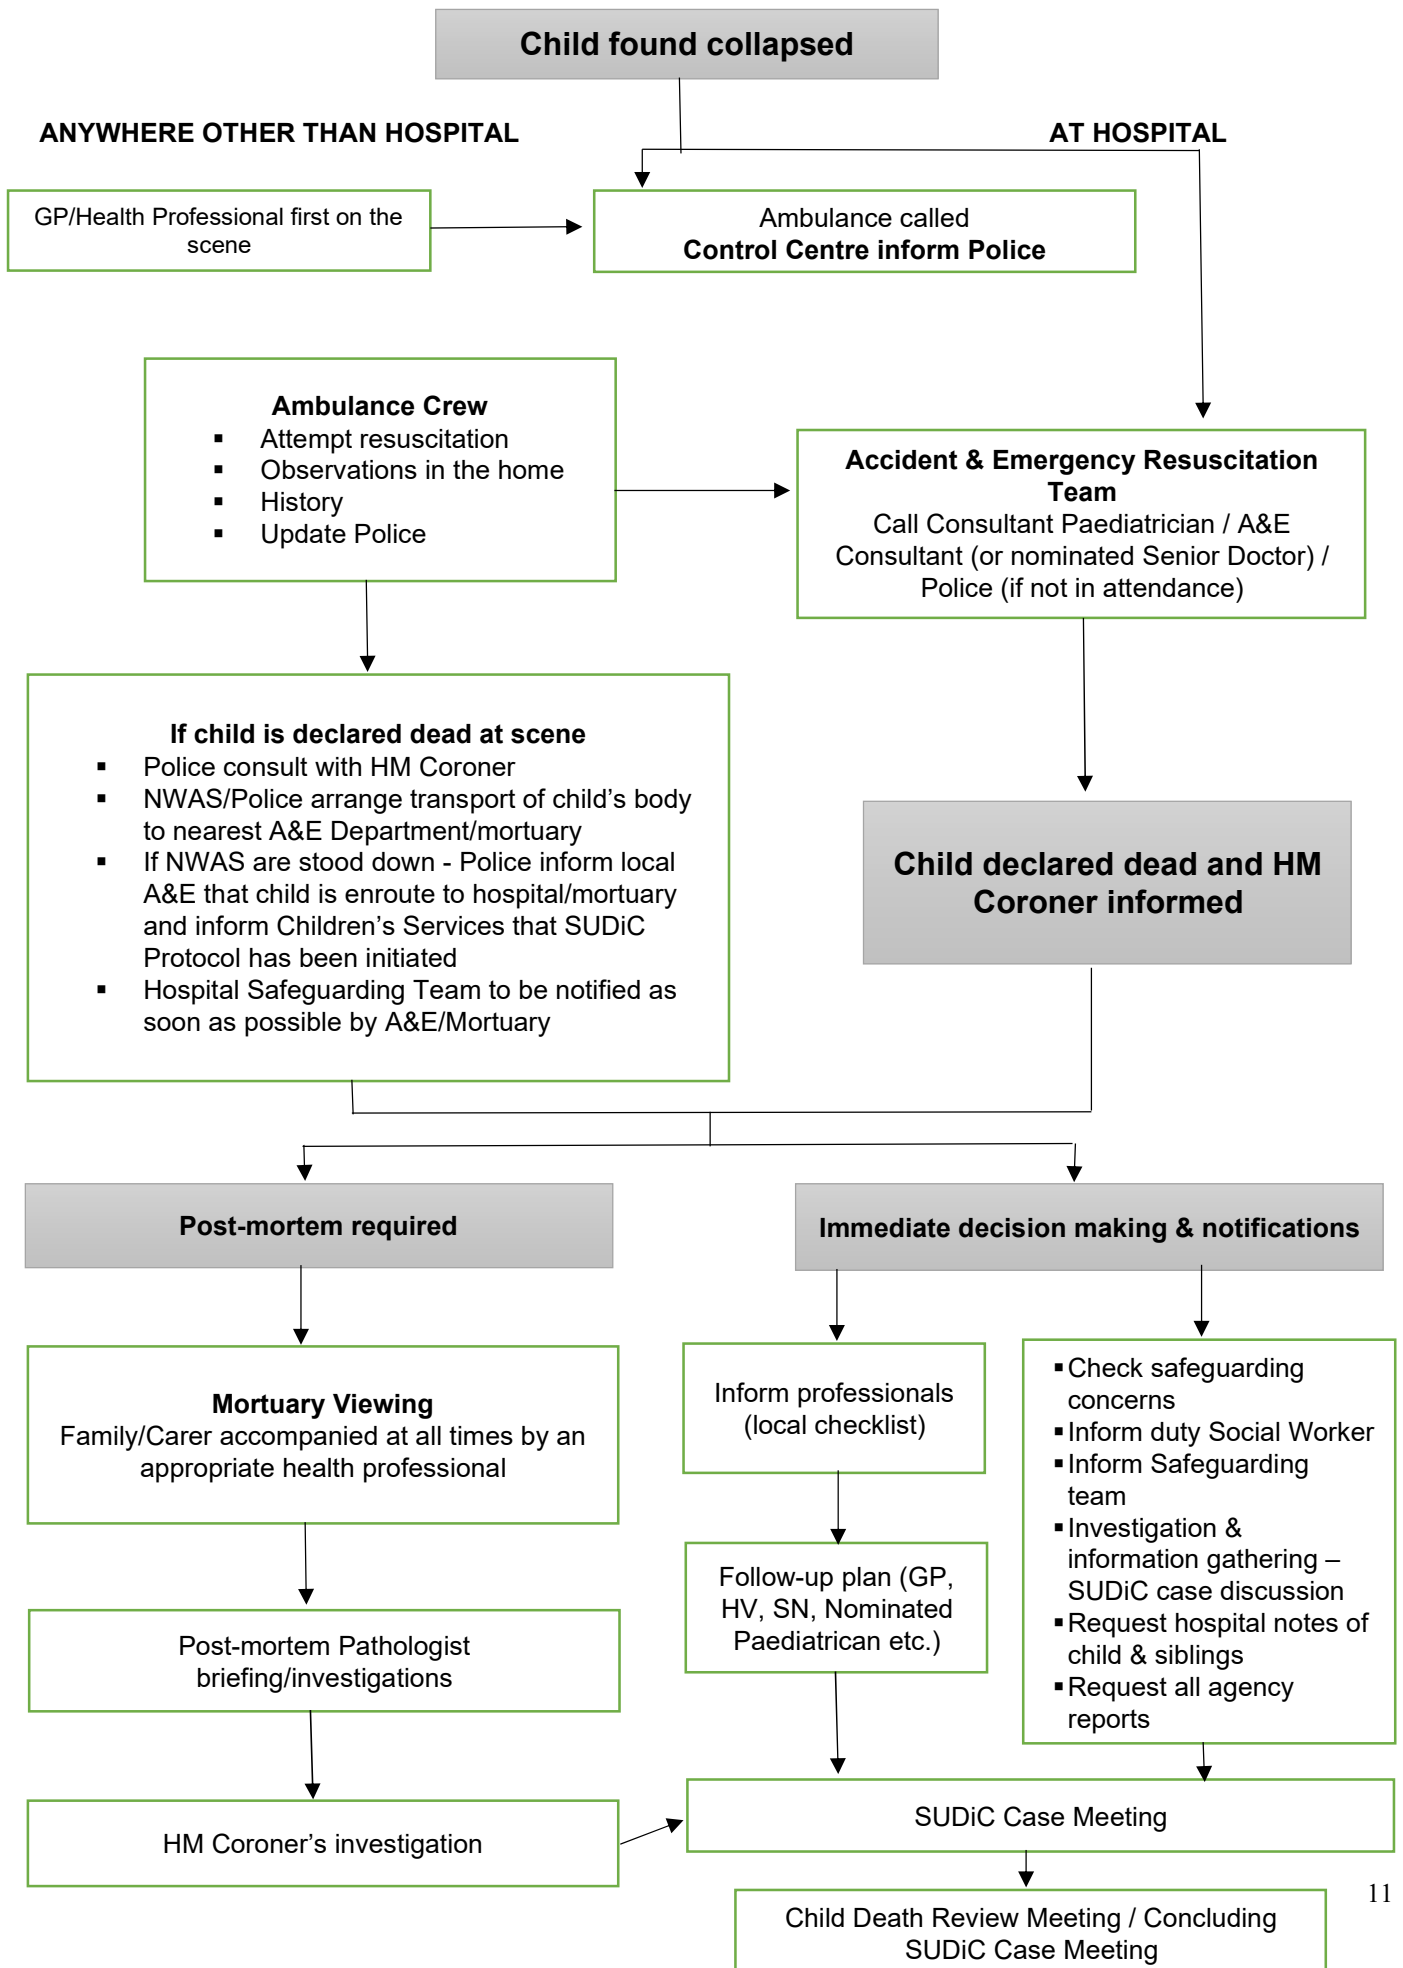 Child found collapsed
ANYWHERE OTHER THAN HOSPITAL
AT HOSPITAL
GP/Health Professional first on the
scene
Ambulance called
Control Centre inform Police
Ambulance Crew
▪ Attempt resuscitation
▪ Observations in the home
▪ History
▪ Update Police
Accident & Emergency Resuscitation
Team
Call Consultant Paediatrician / A&E
Consultant (or nominated Senior Doctor) /
Police (if not in attendance)
If child is declared dead at scene
▪ Police consult with HM Coroner
▪ NWAS/Police arrange transport of child’s body
to nearest A&E Department/mortuary
▪ If NWAS are stood down - Police inform local
A&E that child is enroute to hospital/mortuary
and inform Children’s Services that SUDiC
Protocol has been initiated
▪ Hospital Safeguarding Team to be notified as
soon as possible by A&E/Mortuary
Child declared dead and HM
Coroner informed
Post-mortem required
Immediate decision making & notifications
Mortuary Viewing
Family/Carer accompanied at all times by an
appropriate health professional
Post-mortem Pathologist
briefing/investigations
HM Coroner’s investigation
Inform professionals
(local checklist)
Follow-up plan (GP,
HV, SN, Nominated
Paediatrican etc.)
▪ Check safeguarding
concerns
▪ Inform duty Social Worker
▪ Inform Safeguarding
team
▪ Investigation &
information gathering –
SUDiC case discussion
▪ Request hospital notes of
child & siblings
▪ Request all agency
reports
SUDiC Case Meeting
Child Death Review Meeting / Concluding
SUDiC Case Meeting
11